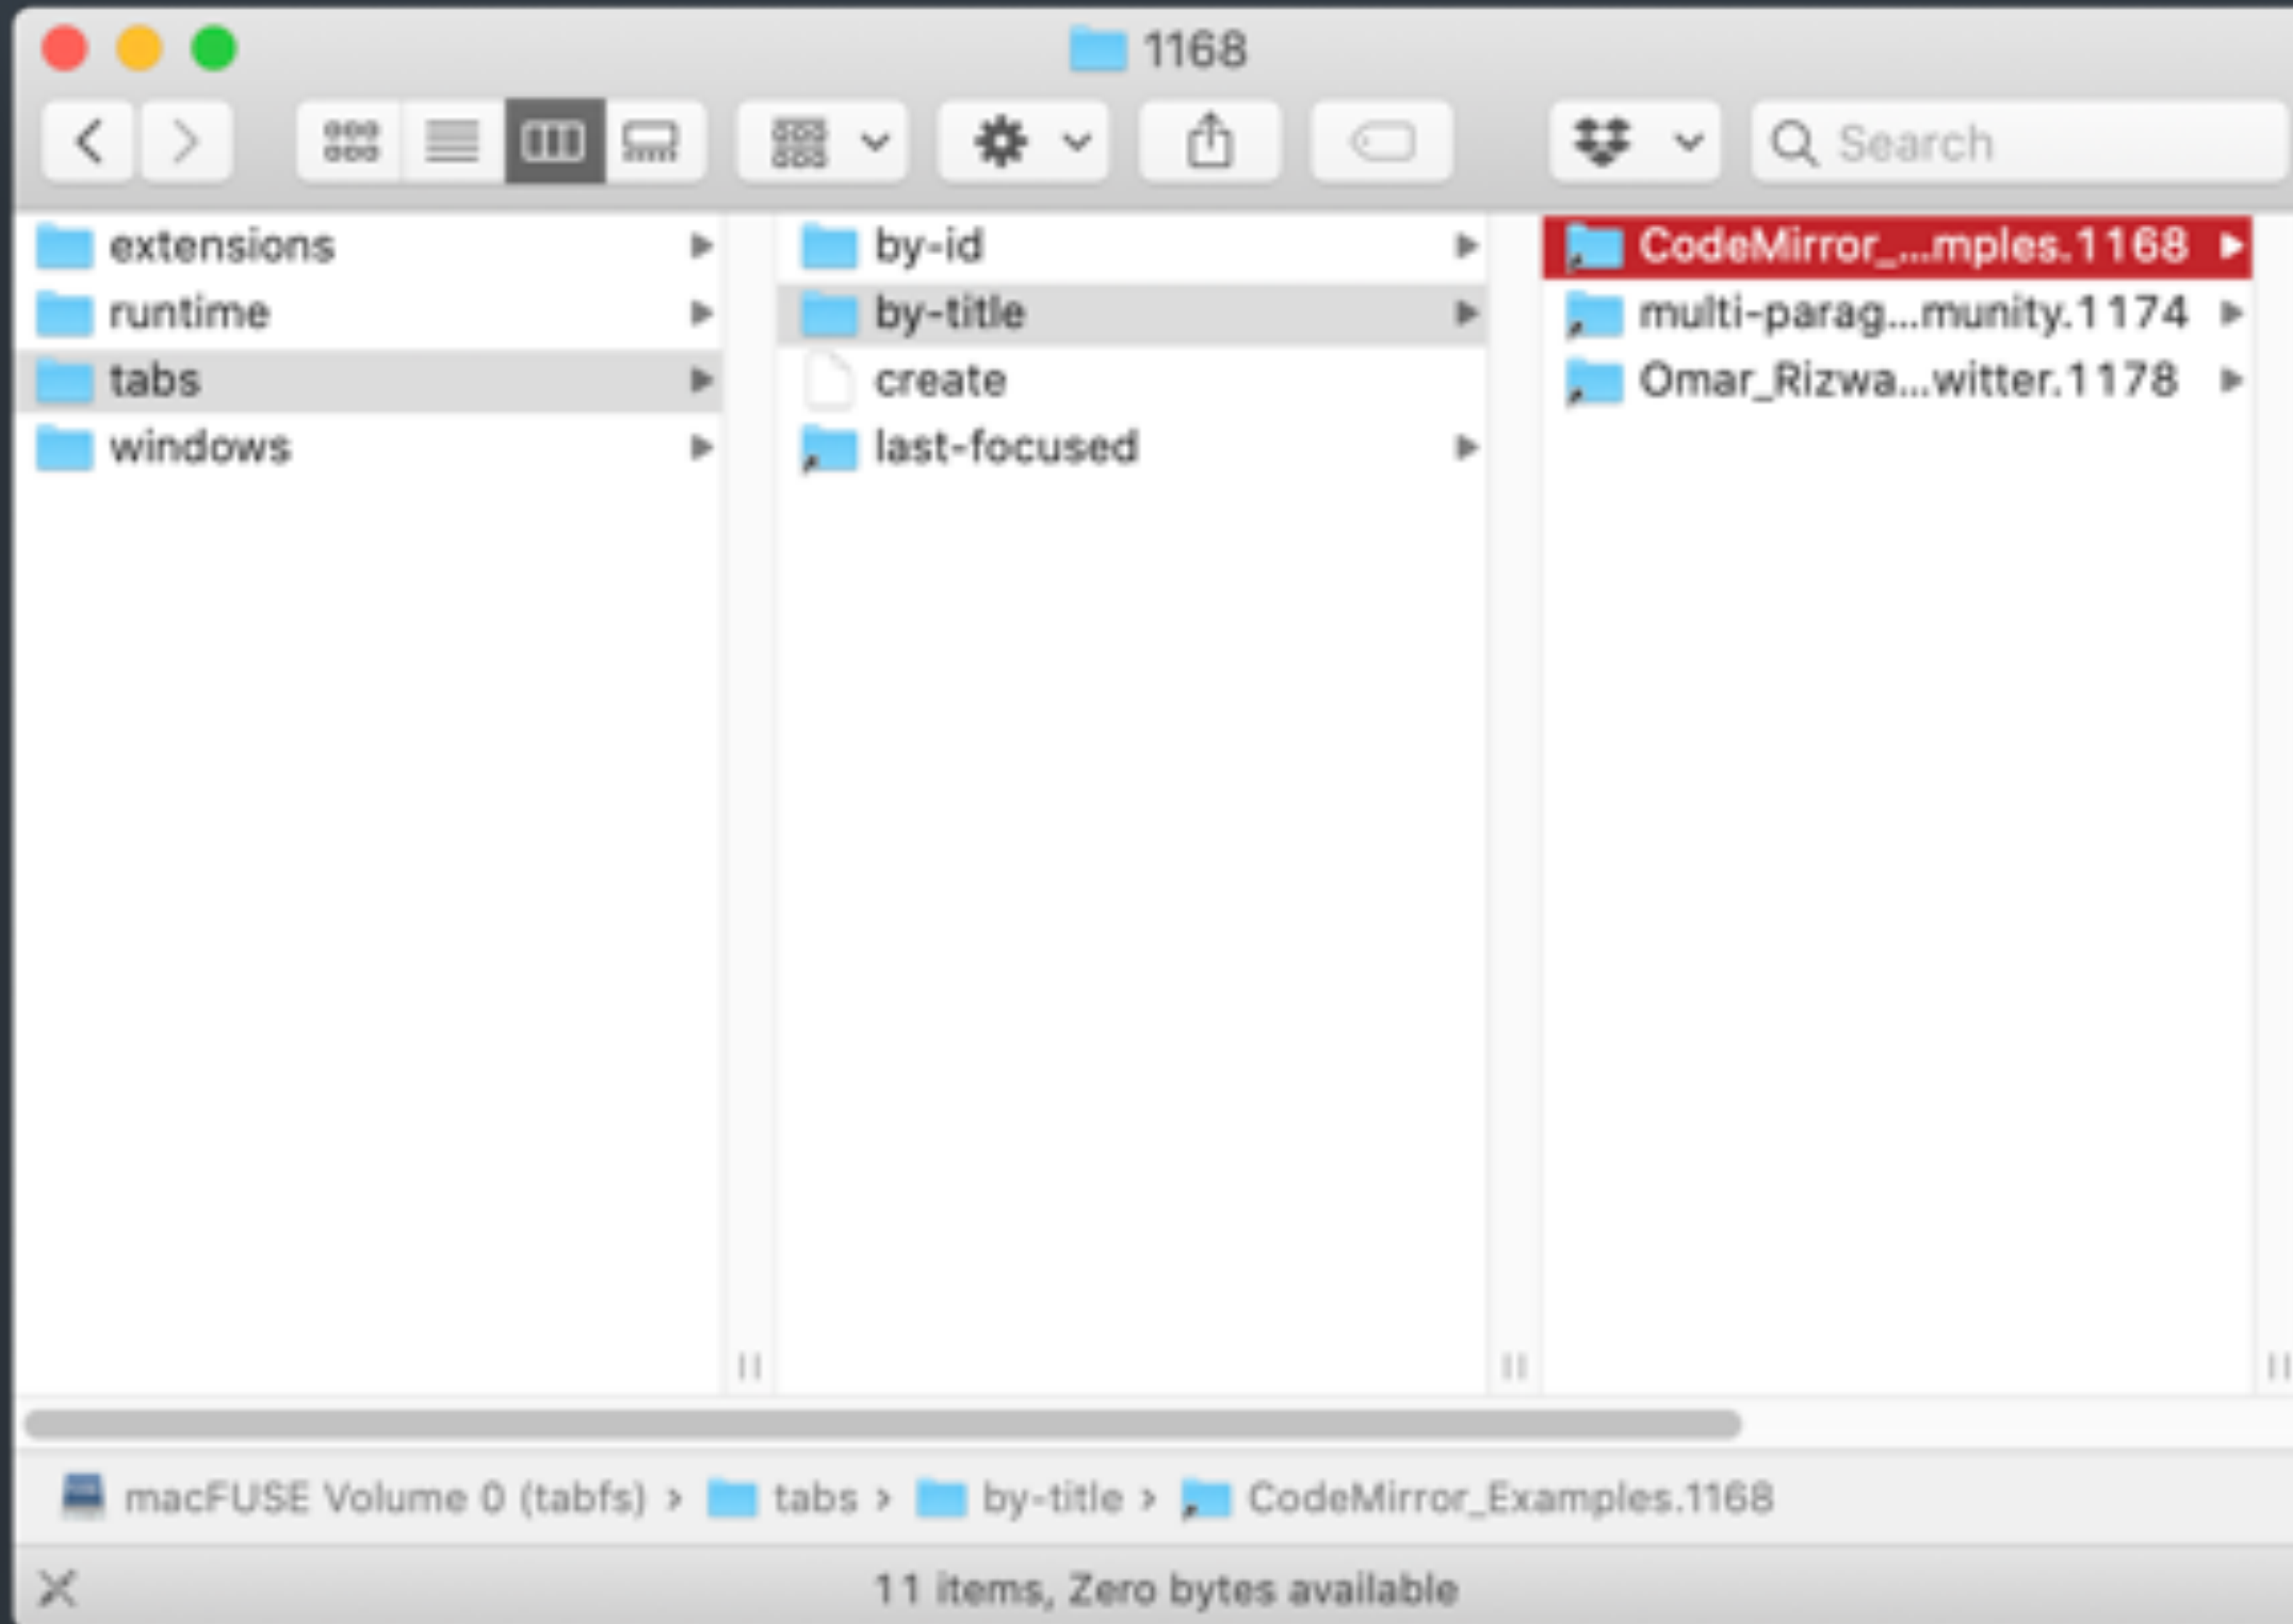 1168
Search
extensions
runtime
tabs
windows
by-id
by-title
create
last-focused
CodeMirror_...mples.1168
multi-parag...munity.1174
Omar_Rizwa...witter.1178
macFUSE Volume 0 (tabfs) › tabs › by-title › CodeMirror_Examples.1168
11 items, Zero bytes available